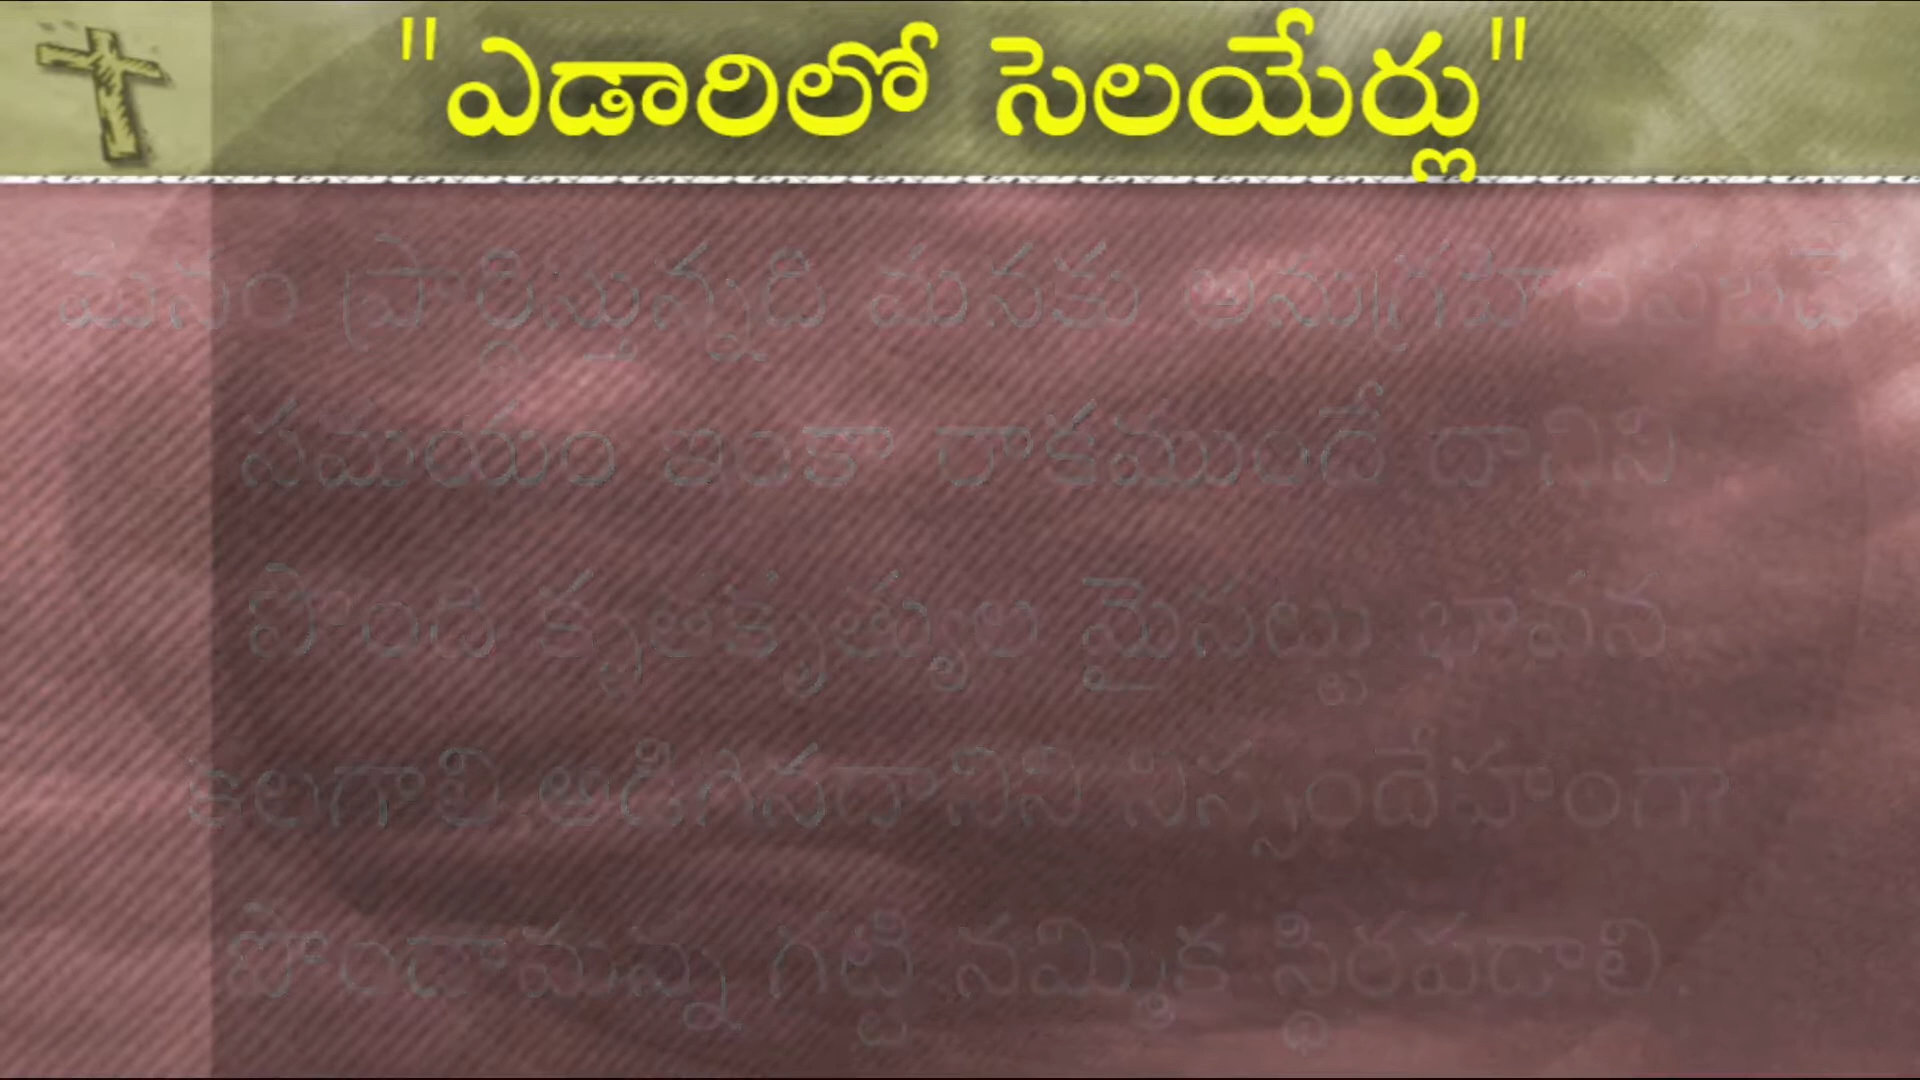 "ఎడారిలో సెలయేర్లు"
మనం ప్రార్థిస్తున్నది మనకు అనుగ్రహింపబడే
సమయం ఇంకా రాకముందే దానిని
పొంది కృతకృత్యుల మైనట్టు భావన
కలగాలి అడిగినదానిని నిస్సందేహంగా
పొందామన్న గట్టి నమ్మిక స్థిరపడాలి.